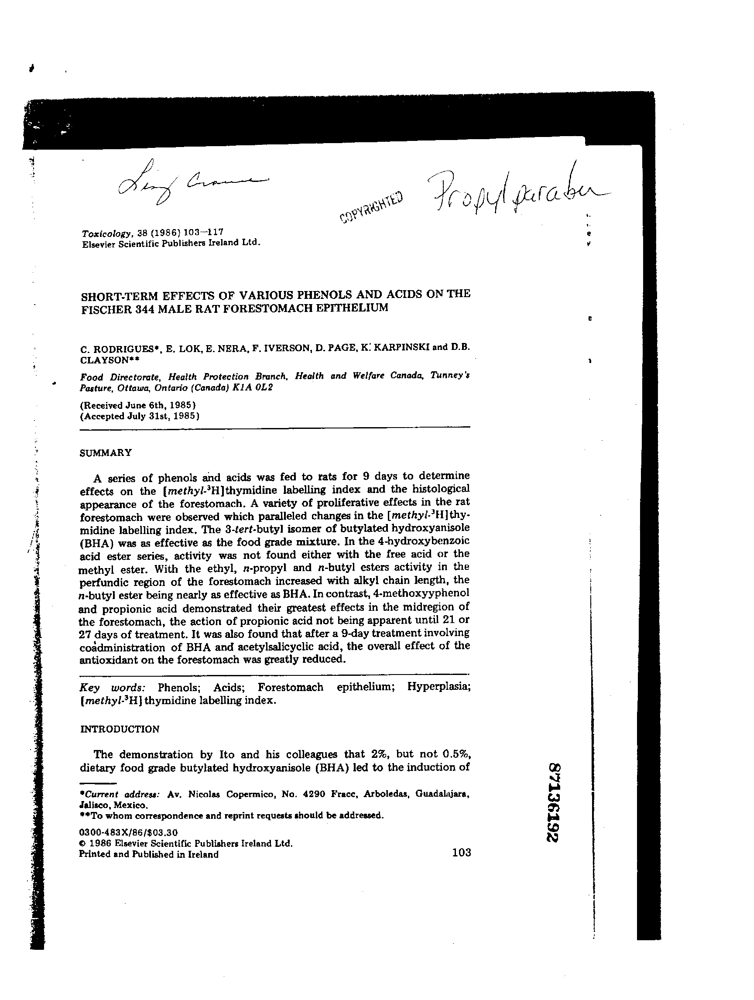 COPYRIGHTED
Propylparaben
Toxicology, 38 (1986) 103—117
Elsevier Scientific Publishers Ireland Ltd.
SHORT-TERM EFFECTS OF VARIOUS PHENOLS AND ACIDS ON THE
FISCHER 344 MALE RAT FORESTOMACH EPITHELIUM
C. RODRIGUES*, E. LOK, E. NERA, F. IVERSON, D. PAGE, K. KARPINSKI and D.B.
CLAYSON**
Food Directorate, Health Protection Branch, Health and Welfare Canada, Tunney's
Pasture, Ottawa, Ontario (Canada) K1A 0L2
(Received June 6th, 1985)
(Accepted July 31st, 1985)
SUMMARY
A series of phenols and acids was fed to rats for 9 days to determine
effects on the [methyl-³H]thymidine labelling index and the histological
appearance of the forestomach. A variety of proliferative effects in the rat
forestomach were observed which paralleled changes in the [methyl-³H]thy-
midine labelling index. The 3-tert-butyl isomer of butylated hydroxyanisole
(BHA) was as effective as the food grade mixture. In the 4-hydroxybenzoic
acid ester series, activity was not found either with the free acid or the
methyl ester. With the ethyl, n-propyl and n-butyl esters activity in the
perfundic region of the forestomach increased with alkyl chain length, the
n-butyl ester being nearly as effective as BHA. In contrast, 4-methoxyyphenol
and propionic acid demonstrated their greatest effects in the midregion of
the forestomach, the action of propionic acid not being apparent until 21 or
27 days of treatment. It was also found that after a 9-day treatment involving
coadministration of BHA and acetylsalicyclic acid, the overall effect of the
antioxidant on the forestomach was greatly reduced.
Key words: Phenols; Acids; Forestomach epithelium; Hyperplasia;
[methyl-³H] thymidine labelling index.
INTRODUCTION
The demonstration by Ito and his colleagues that 2%, but not 0.5%,
dietary food grade butylated hydroxyanisole (BHA) led to the induction of
*Current address: Av. Nicolas Copermico, No. 4290 Fracc, Arboledas, Guadalajara,
Jalisco, Mexico.
**To whom correspondence and reprint requests should be addressed.
0300-483X/86/$03.30
© 1986 Elsevier Scientific Publishers Ireland Ltd.
Printed and Published in Ireland
103
87136192